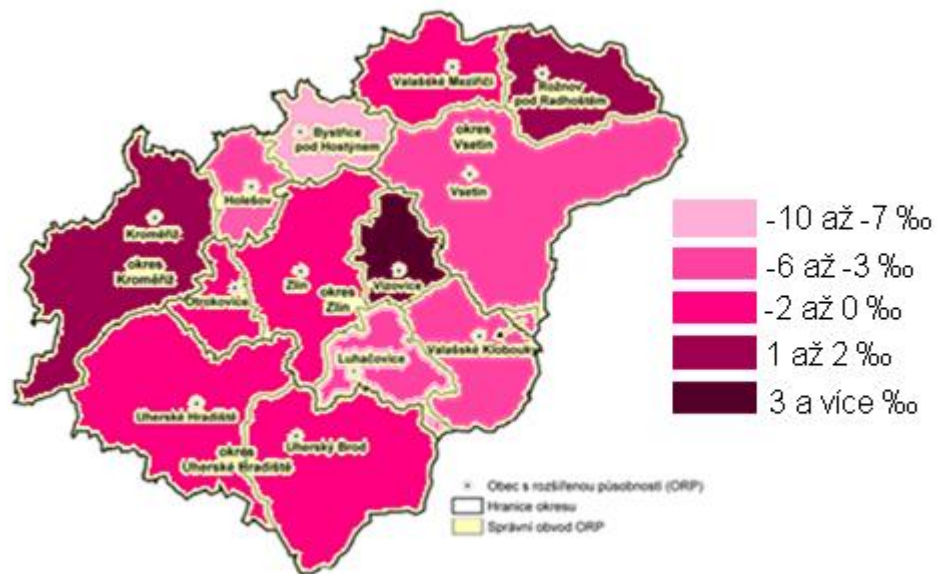 Valašské Meziříčí
Rožnov
pod Radhoštěm
Bystřice
pod Hostýnem
okres
Vsetín
Vsetín
Holešov
Kroměříž
okres
Kroměříž
Otrokovice
Zlín
okres
Zlín
Vizovice
Luhačovice
Valašské Klobouky
Uherské Hradiště
okres
Uherské Hradiště
Uherský Brod
-10 až -7 ‰
-6 až -3 ‰
-2 až 0 ‰
1 až 2 ‰
3 a více ‰
Obec s rozšířenou působností (ORP)
Hranice okresu
Správní obvod ORP